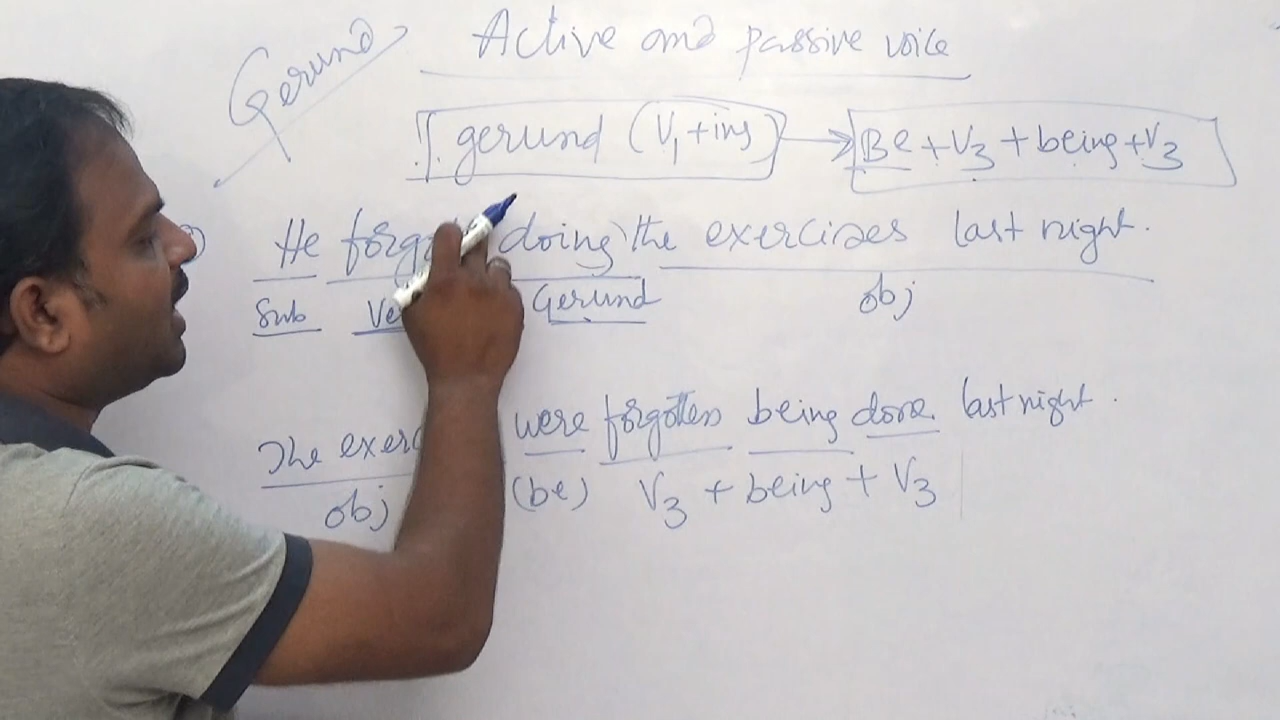 Gerund
Active and passive voice
gerund (V1+ing) → Be + V3 + being + V3
He doing the exercises last night.
Sub Gerund obj
The were forgotten being done last night.
obj (be) V3 + being + V3